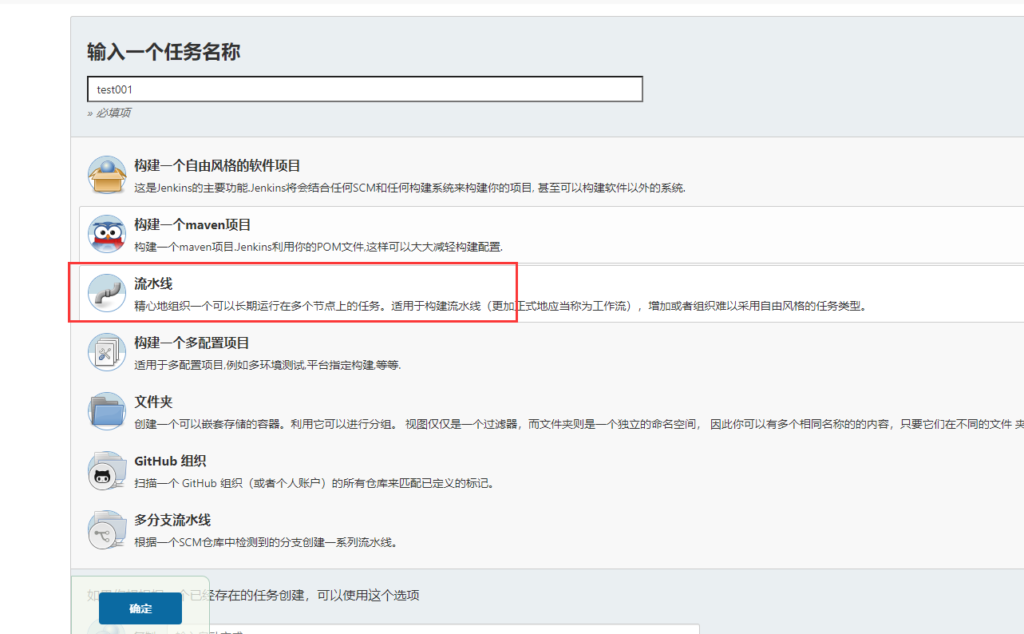 输入一个任务名称
test001
» 必填项
构建一个自由风格的软件项目
这是Jenkins的主要功能.Jenkins将会结合任何SCM和任何构建系统来构建你的项目, 甚至可以构建软件以外的系统.
构建一个maven项目
构建一个maven项目.Jenkins利用你的POM文件,这样可以大大减轻构建配置.
流水线
精心地组织一个可以长期运行在多个节点上的任务。适用于构建流水线（更加正式地应当称为工作流），增加或者组织难以采用自由风格的任务类型。
构建一个多配置项目
适用于多配置项目,例如多环境测试,平台指定构建,等等.
文件夹
创建一个可以嵌套存储的容器。利用它可以进行分组。 视图仅仅是一个过滤器，而文件夹则是一个独立的命名空间， 因此你可以有多个相同名称的的内容，只要它们在不同的文件 夹
GitHub 组织
扫描一个 GitHub 组织（或者个人账户）的所有仓库来匹配已定义的标记。
多分支流水线
根据一个SCM仓库中检测到的分支创建一系列流水线。
个已经存在的任务创建，可以使用这个选项
确定